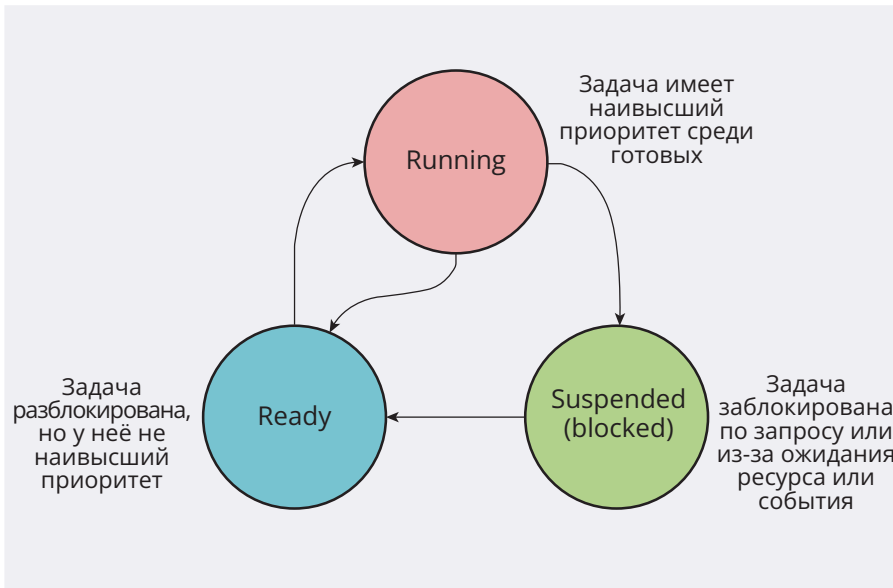 Задача имеет
наивысший
приоритет среди
готовых
Running
Задача
разблокирована,
но у неё не
наивысший
приоритет
Ready
Suspended
(blocked)
Задача
заблокирована
по запросу или
из-за ожидания
ресурса или
события